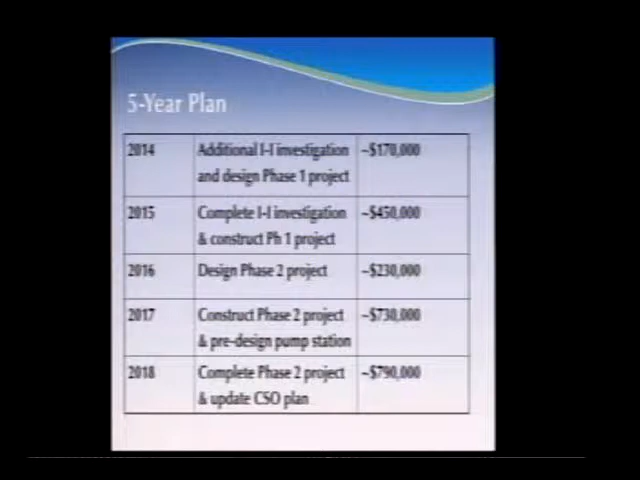 5-Year Plan
2014 Additional I-I investigation ~$170,000
and design Phase 1 project
2015 Complete I-I investigation ~$450,000
& construct Ph 1 project
2016 Design Phase 2 project ~$230,000
2017 Construct Phase 2 project ~$730,000
& pre-design pump station
2018 Complete Phase 2 project ~$790,000
& update CSO plan